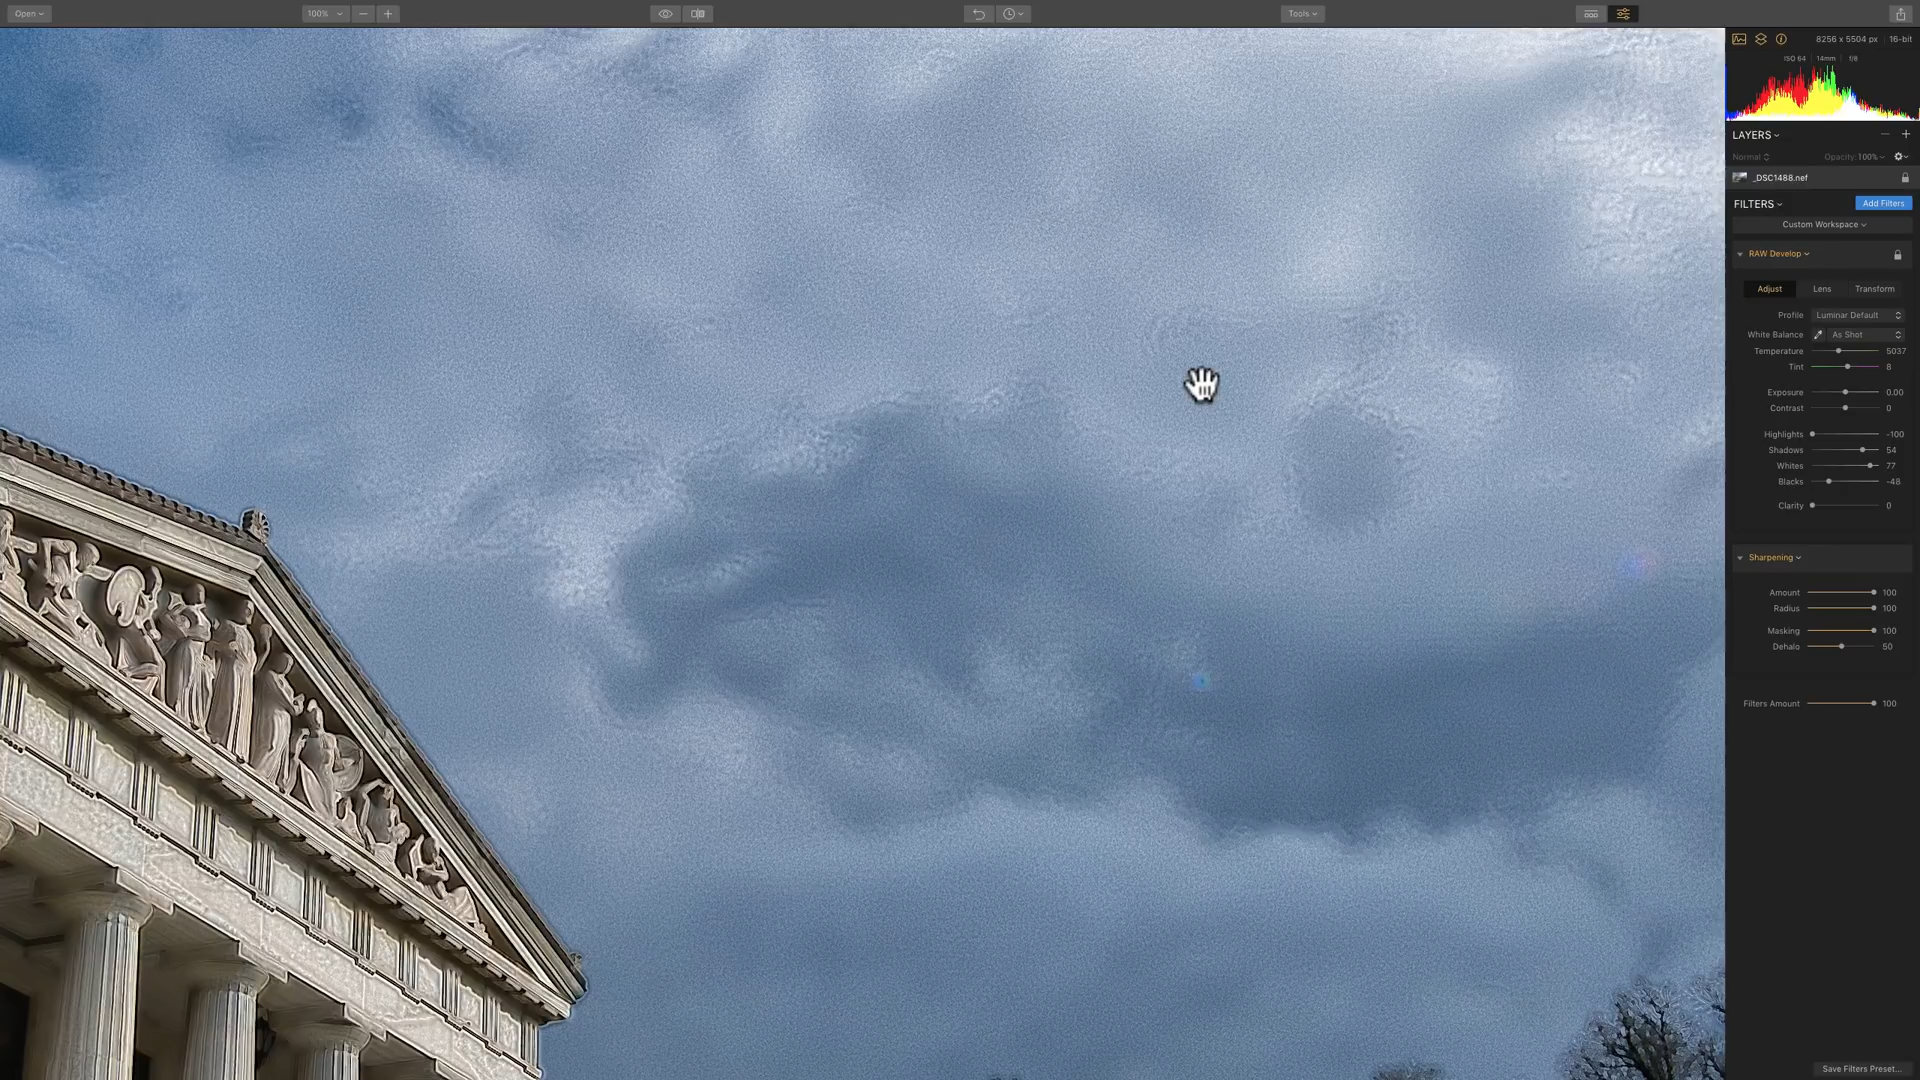 Open
100%
Tools
8256 x 5504 px 16-bit
ISO 64 14mm f/8
LAYERS
Normal Opacity: 100%
_DSC1488.nef
FILTERS Add Filters
Custom Workspace
RAW Develop
Adjust Lens Transform
Profile Luminar Default
White Balance As Shot
Temperature 5037
Tint 8
Exposure 0.00
Contrast 0
Highlights -100
Shadows 54
Whites 77
Blacks -48
Clarity 0
Sharpening
Amount 100
Radius 100
Masking 100
Dehalo 50
Filters Amount 100
Save Filters Preset...